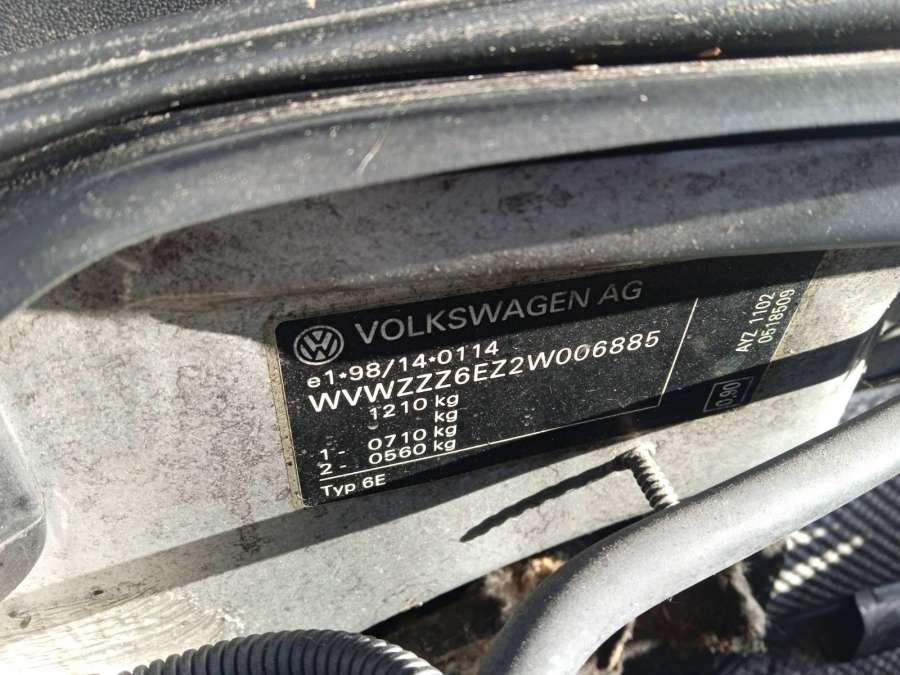 VOLKSWAGEN AG
e1*98/14*0114
WVWZZZ6EZ2W006885
1210 kg
kg
1- 0710 kg
2- 0560 kg
Typ 6E
AYZ 1102
0518509
0,90